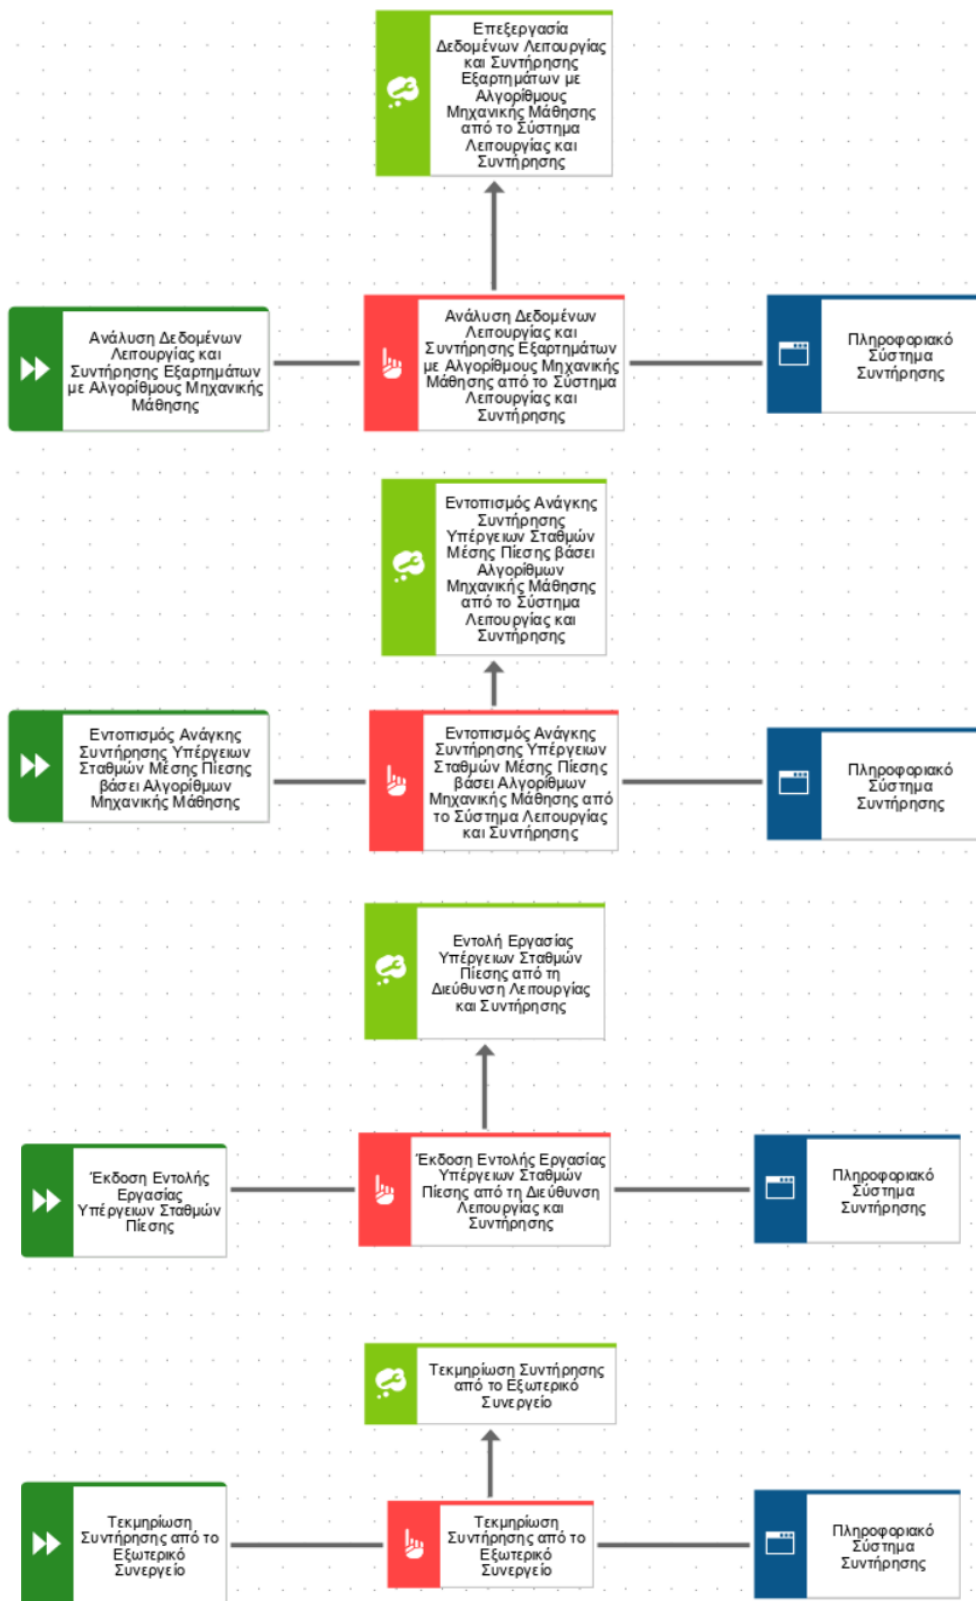 Επεξεργασία
Δεδομένων Λειτουργίας
και Συντήρησης
Εξαρτημάτων με
Αλγορίθμους
Μηχανικής Μάθησης
από το Σύστημα
Λειτουργίας και
Συντήρησης
Ανάλυση Δεδομένων
Λειτουργίας και
Συντήρησης Εξαρτημάτων
με Αλγορίθμους Μηχανικής
Μάθησης
Ανάλυση Δεδομένων
Λειτουργίας και
Συντήρησης Εξαρτημάτων
με Αλγορίθμους Μηχανικής
Μάθησης από το Σύστημα
Λειτουργίας και
Συντήρησης
Πληροφοριακό
Σύστημα
Συντήρησης
Εντοπισμός Ανάγκης
Συντήρησης
Υπέργειων Σταθμών
Μέσης Πίεσης βάσει
Αλγορίθμων
Μηχανικής Μάθησης
από το Σύστημα
Λειτουργίας και
Συντήρησης
Εντοπισμός Ανάγκης
Συντήρησης Υπέργειων
Σταθμών Μέσης Πίεσης
βάσει Αλγορίθμων
Μηχανικής Μάθησης
Εντοπισμός Ανάγκης
Συντήρησης Υπέργειων
Σταθμών Μέσης Πίεσης
βάσει Αλγορίθμων
Μηχανικής Μάθησης από
το Σύστημα Λειτουργίας
και Συντήρησης
Πληροφοριακό
Σύστημα
Συντήρησης
Εντολή Εργασίας
Υπέργειων Σταθμών
Πίεσης από τη
Διεύθυνση Λειτουργίας
και Συντήρησης
Έκδοση Εντολής
Εργασίας
Υπέργειων Σταθμών
Πίεσης
Έκδοση Εντολής Εργασίας
Υπέργειων Σταθμών
Πίεσης από τη Διεύθυνση
Λειτουργίας και
Συντήρησης
Πληροφοριακό
Σύστημα
Συντήρησης
Τεκμηρίωση Συντήρησης
από το Εξωτερικό
Συνεργείο
Τεκμηρίωση
Συντήρησης από το
Εξωτερικό
Συνεργείο
Τεκμηρίωση
Συντήρησης από το
Εξωτερικό
Συνεργείο
Πληροφοριακό
Σύστημα
Συντήρησης